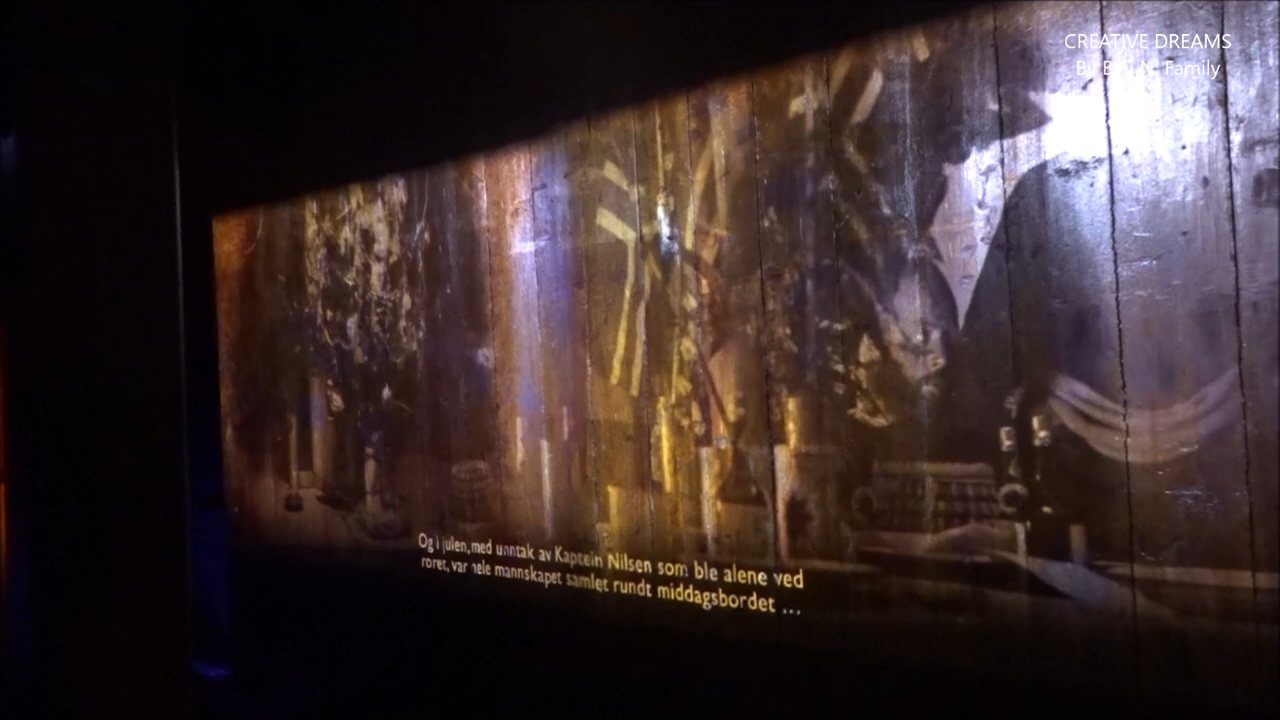 CREATIVE DREAMS
By Family
Og i julen, med unntak av Kaptein Nilsen som ble alene ved
roret, var hele mannskapet samlet rundt middagsbordet ...